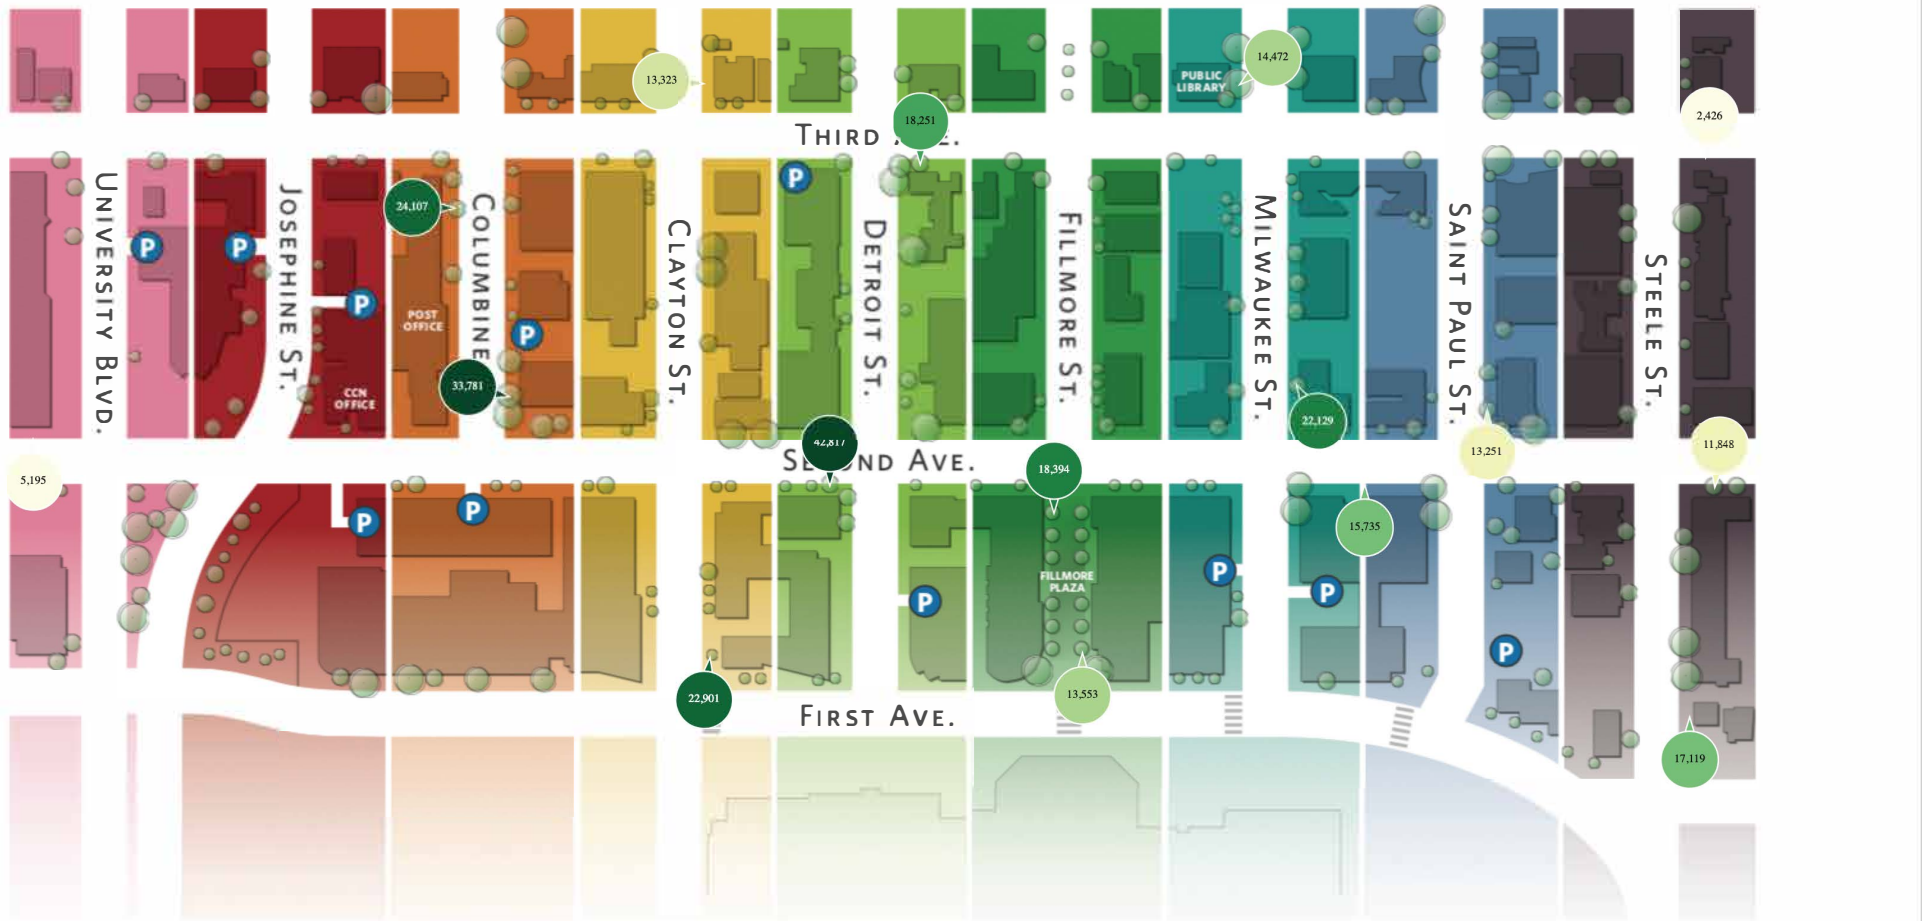 13,323
14,472
PUBLIC
LIBRARY
2,426
18,251
THIRD
E.
24,107
UNIVERSITY BLVD.
JOSEPHINE ST.
COLUMBINE
CLAYTON ST.
DETROIT ST.
FILLMORE ST.
MILWAUKEE ST.
SAINT PAUL ST.
STEELE ST.
P
P
P
P
P
POST
OFFICE
33,781
CCN
OFFICE
22,129
42,817
13,251
11,848
SECOND AVE.
18,394
5,195
P
P
15,735
FILLMORE
PLAZA
P
P
P
P
22,901
13,553
FIRST AVE.
17,119